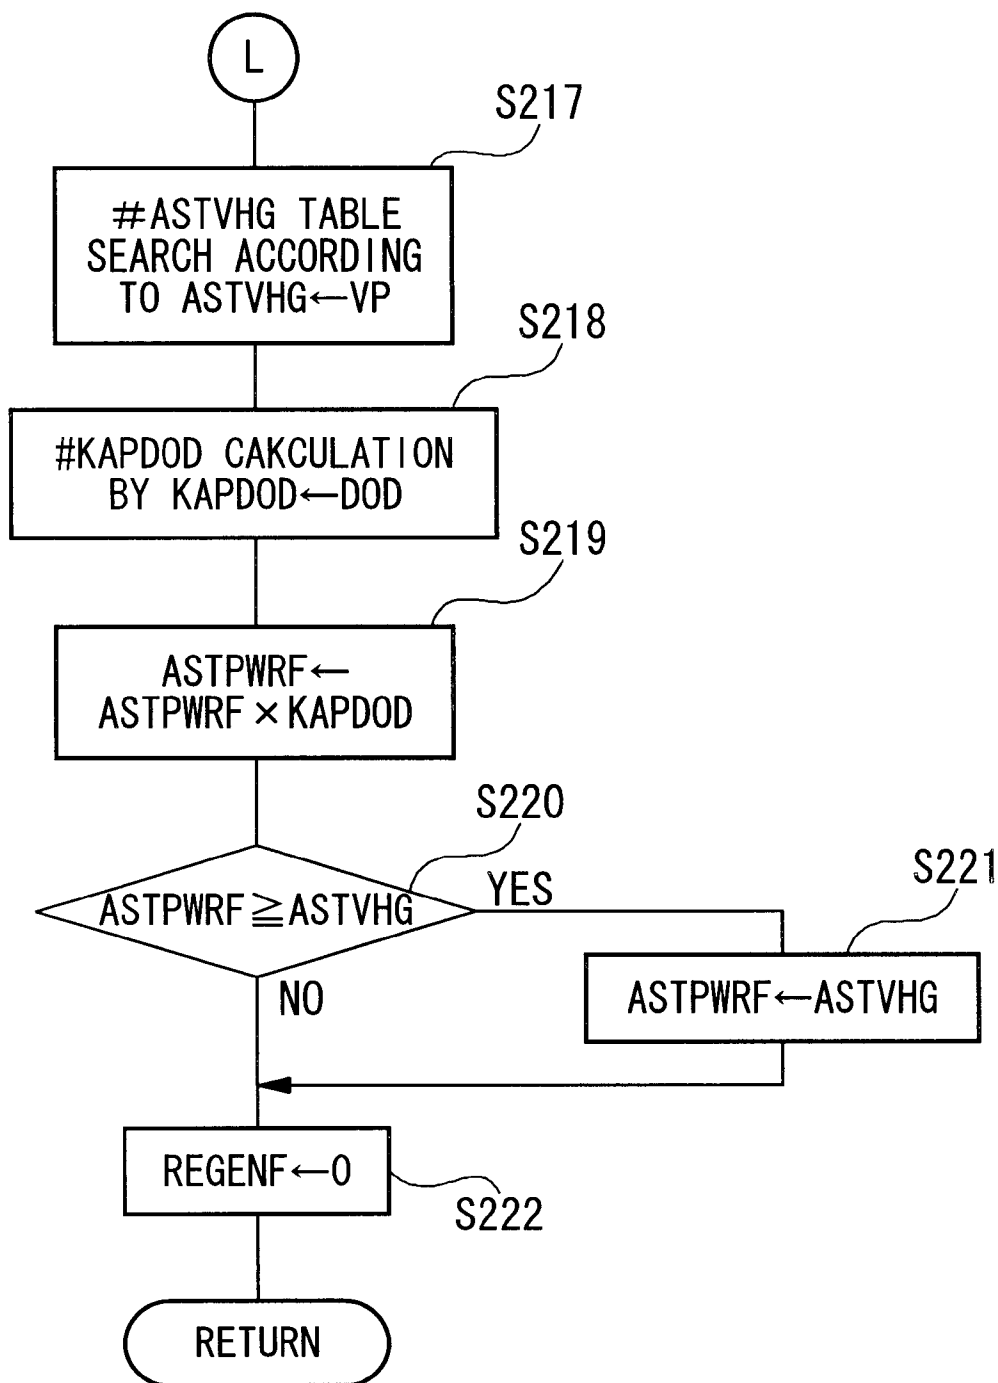 L
S217
#ASTVHG TABLE
SEARCH ACCORDING
TO ASTVHG←VP
S218
#KAPDOD CAKCULATION
BY KAPDOD←DOD
S219
ASTPWRF←
ASTPWRF×KAPDOD
S220
ASTPWRF≧ASTVHG
YES
S221
ASTPWRF←ASTVHG
NO
REGENF←0
S222
RETURN